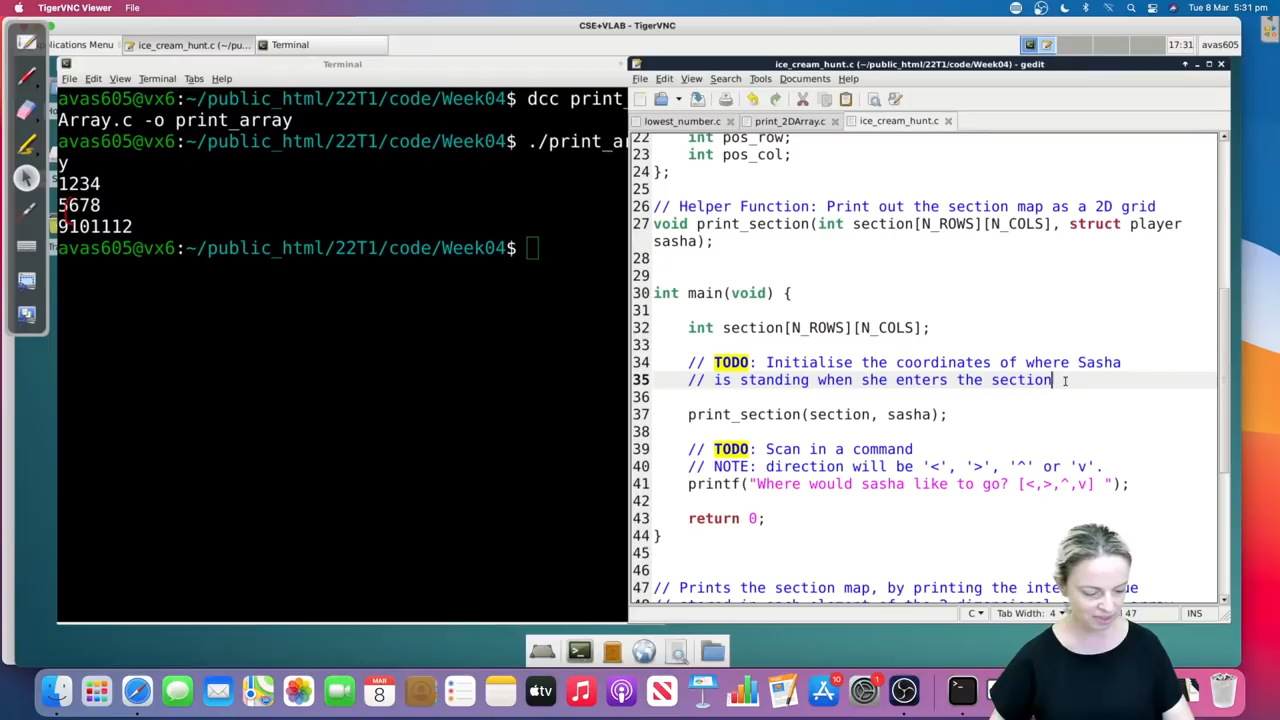 TigerVNC Viewer File
Tue 8 Mar 5:31 pm
CSE+VLAB - TigerVNC
plications Menu ice_cream_hunt.c (~/pu... Terminal
17:31 avas605
Terminal
File Edit View Terminal Tabs Help
avas605@vx6:~/public_html/22T1/code/Week04$ dcc print_
Array.c -o print_array
avas605@vx6:~/public_html/22T1/code/Week04$ ./print_ar
y
1234
5678
9101112
avas605@vx6:~/public_html/22T1/code/Week04$
ice_cream_hunt.c (~/public_html/22T1/code/Week04) - gedit
File Edit View Search Tools Documents Help
lowest_number.c print_2DArray.c ice_cream_hunt.c
22 int pos_row;
23 int pos_col;
24 };
25
26 // Helper Function: Print out the section map as a 2D grid
27 void print_section(int section[N_ROWS][N_COLS], struct player
sasha);
28
29
30 int main(void) {
31
32 int section[N_ROWS][N_COLS];
33
34 // TODO: Initialise the coordinates of where Sasha
35 // is standing when she enters the section
36
37 print_section(section, sasha);
38
39 // TODO: Scan in a command
40 // NOTE: direction will be '<', '>', '^' or 'v'.
41 printf("Where would sasha like to go? [<,>,^,v] ");
42
43 return 0;
44 }
45
46
47 // Prints the section map, by printing the inte
C Tab Width: 4 47 INS
MAR
8
tv
10
1